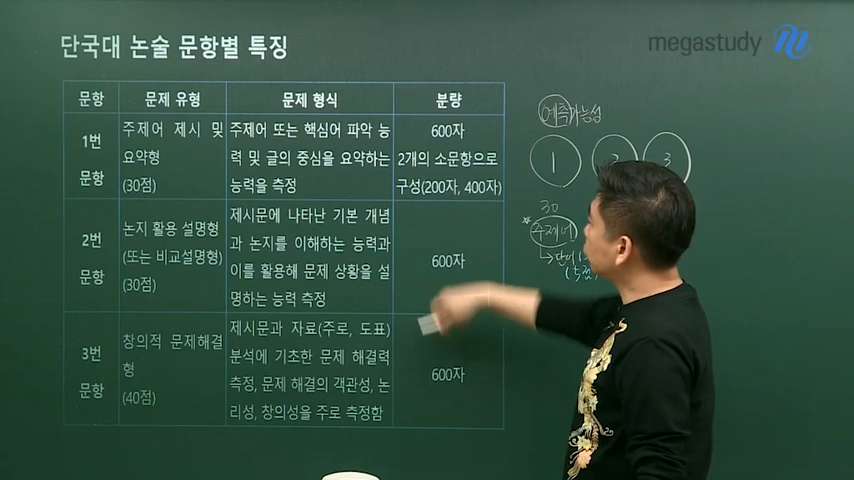 단국대 논술 문항별 특징
megastudy
문항
문제 유형
문제 형식
분량
1번
문항
주제어 제시 및
요약형
(30점)
주제어 또는 핵심어 파악 능
력 및 글의 중심을 요약하는
능력을 측정
600자
2개의 소문항으로
구성(200자, 400자)
2번
문항
논지 활용 설명형
(또는 비교설명형)
(30점)
제시문에 나타난 기본 개념
과 논지를 이해하는 능력과
이를 활용해 문제 상황을 설
명하는 능력 측정
600자
3번
문항
창의적 문제해결
형
(40점)
제시문과 자료(주로, 도표)
분석에 기초한 문제 해결력
측정, 문제 해결의 객관성, 논
리성, 창의성을 주로 측정함
600자
예측가능성
1
2
3
30
주제어
단어